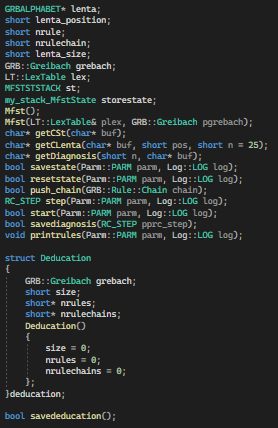 GRBALPHABET* lenta;
short lenta_position;
short nrule;
short nrulechain;
short lenta_size;
GRB::Greibach grebach;
LT::LexTable lex;
MFSTSTSTACK st;
my_stack_MfstState storestate;
Mfst();
Mfst(LT::LexTable& plex, GRB::Greibach pgrebach);
char* getCSt(char* buf);
char* getCLenta(char* buf, short pos, short n = 25);
char* getDiagnosis(short n, char* buf);
bool savestate(Parm::PARM parm, Log::LOG log);
bool resetstate(Parm::PARM parm, Log::LOG log);
bool push_chain(GRB::Rule::Chain chain);
RC_STEP step(Parm::PARM parm, Log::LOG log);
bool start(Parm::PARM parm, Log::LOG log);
bool savediagnosis(RC_STEP pprc_step);
void printrules(Parm::PARM parm, Log::LOG log);
struct Deducation
{
GRB::Greibach grebach;
short size;
short* nrules;
short* nrulechains;
Deducation()
{
size = 0;
nrules = 0;
nrulechains = 0;
};
}deducation;
bool savededucation();